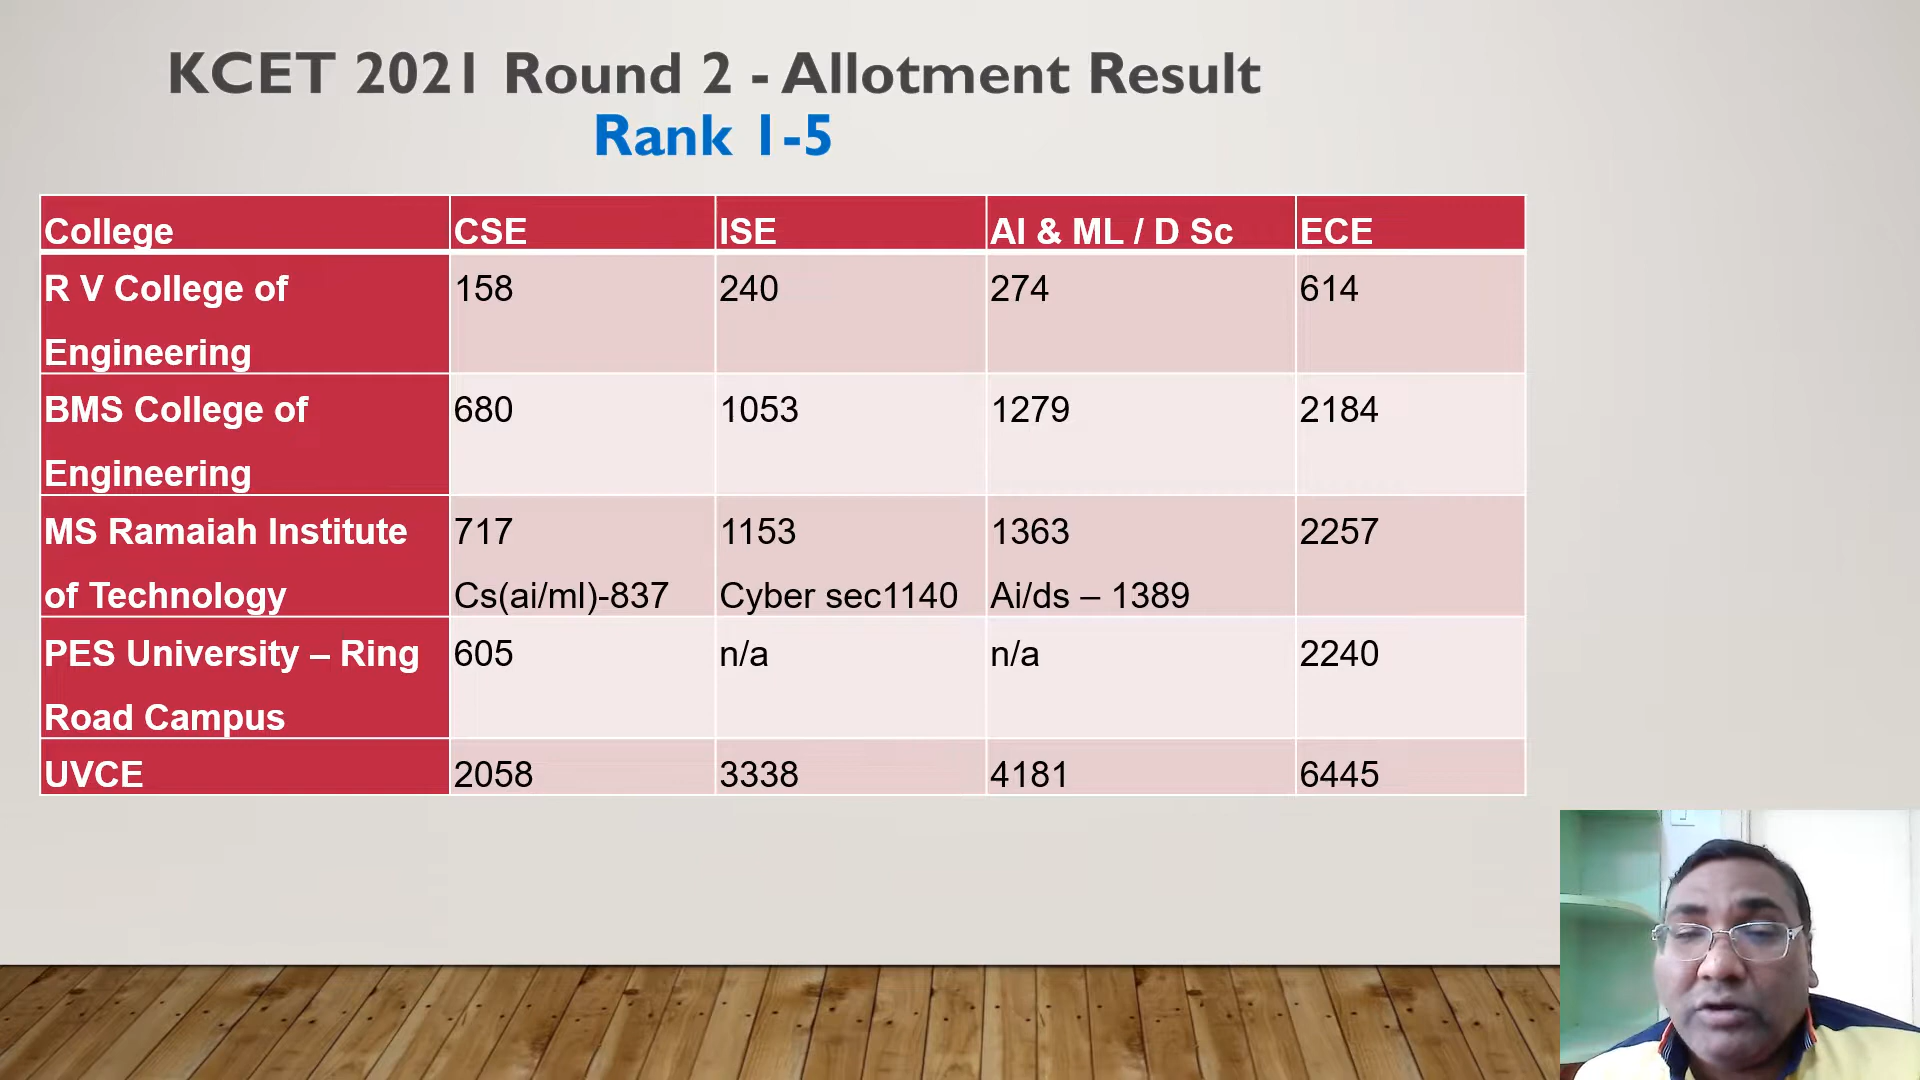 KCET 2021 Round 2 - Allotment Result
Rank 1-5
College CSE ISE AI & ML / D Sc ECE
R V College of 158 240 274 614
Engineering
BMS College of 680 1053 1279 2184
Engineering
MS Ramaiah Institute 717 1153 1363 2257
of Technology Cs(ai/ml)-837 Cyber sec1140 Ai/ds – 1389
PES University – Ring 605 n/a n/a 2240
Road Campus
UVCE 2058 3338 4181 6445